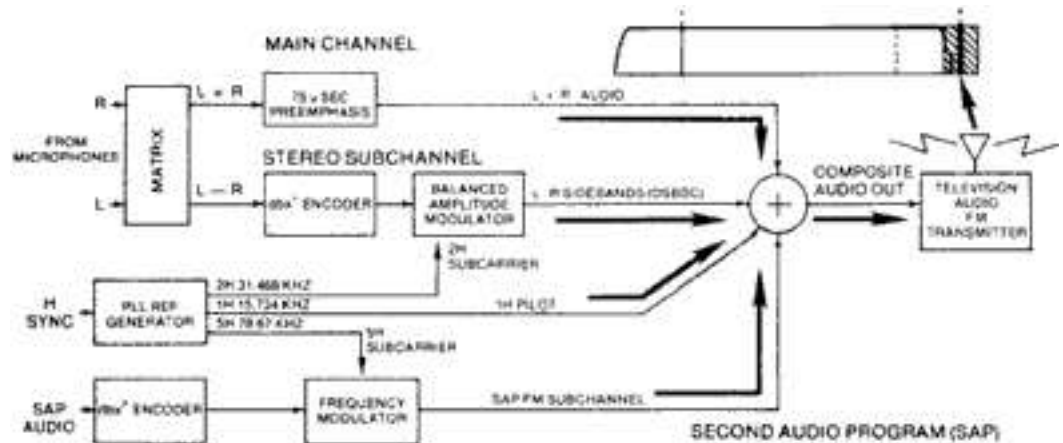 MAIN CHANNEL
R
L + R
75 µ SEC
PREEMPHASIS
L + R AUDIO
FROM
MICROPHONES
MATRIX
STEREO SUBCHANNEL
L
L — R
dbx* ENCODER
BALANCED
AMPLITUDE
MODULATOR
L - R SIDEBANDS (DSBSC)
COMPOSITE
AUDIO OUT
TELEVISION
AUDIO
FM
TRANSMITTER
2H
SUBCARRIER
H
SYNC
PLL REF
GENERATOR
2H 31.468 KHZ
1H 15.734 KHZ
5H 78.67 KHZ
1H PILOT
5H
SUBCARRIER
SAP
AUDIO
dbx* ENCODER
FREQUENCY
MODULATOR
SAP FM SUBCHANNEL
SECOND AUDIO PROGRAM (SAP)